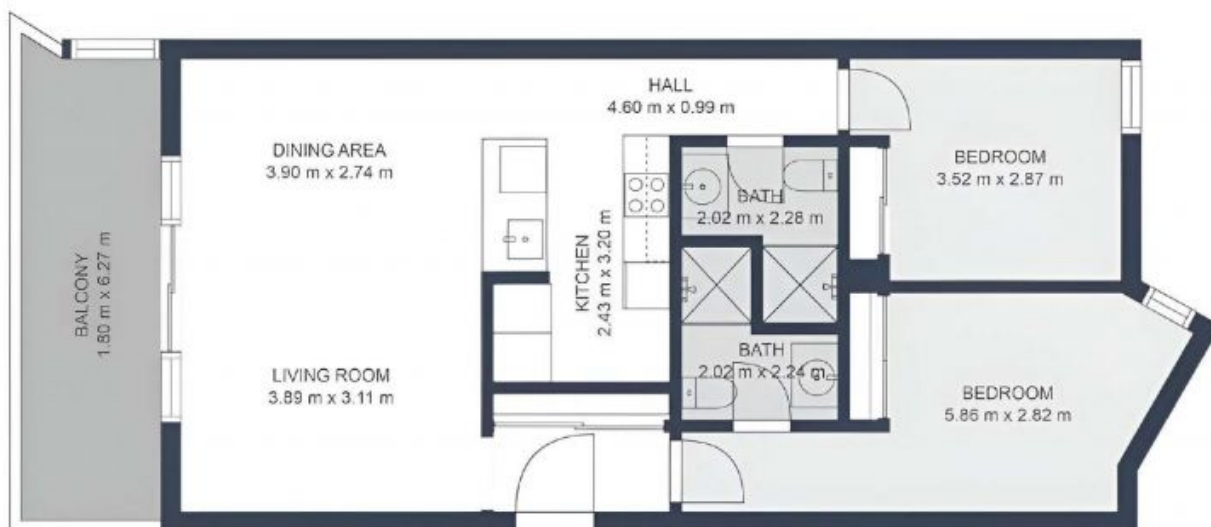 HALL
4.60 m x 0.99 m
DINING AREA
3.90 m x 2.74 m
BEDROOM
3.52 m x 2.87 m
BATH
2.02 m x 2.28 m
BALCONY
1.80 m x 6.27 m
KITCHEN
2.43 m x 3.20 m
BATH
2.02 m x 2.24 m
LIVING ROOM
3.89 m x 3.11 m
BEDROOM
5.86 m x 2.82 m